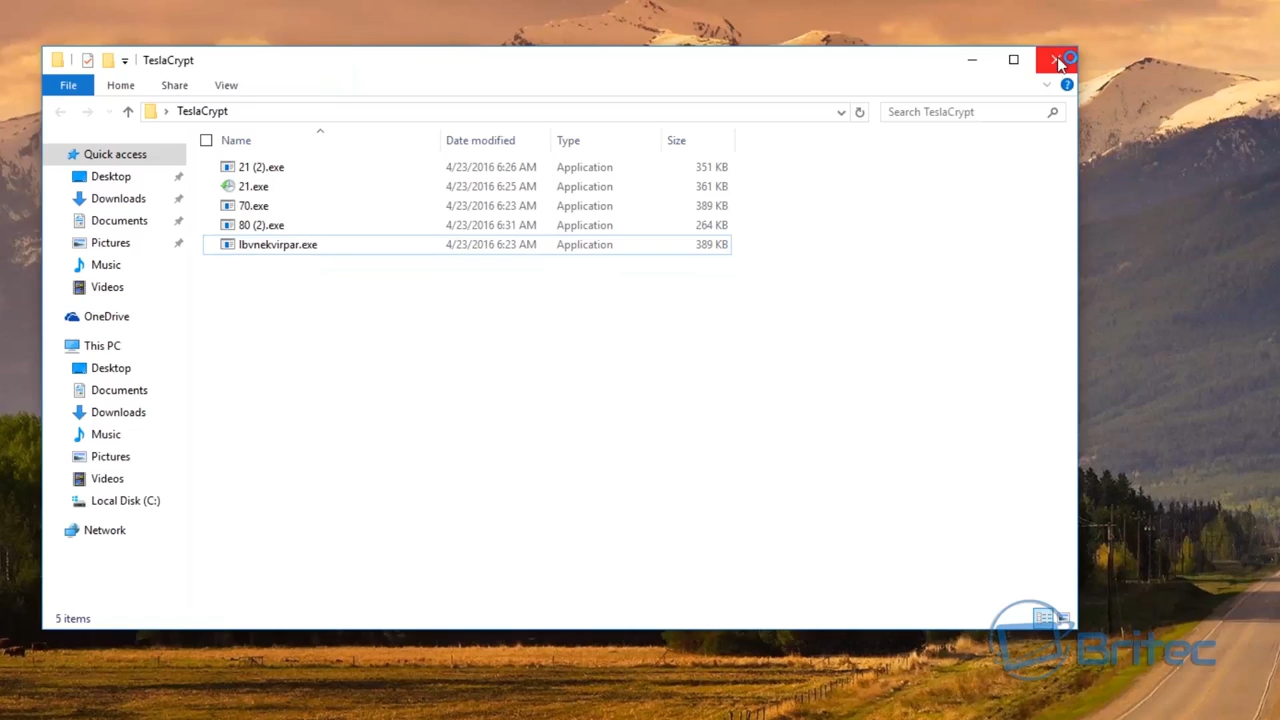 TeslaCrypt
File Home Share View
TeslaCrypt
Search TeslaCrypt
Name Date modified Type Size
Quick access
Desktop
Downloads
Documents
Pictures
Music
Videos
OneDrive
This PC
Desktop
Documents
Downloads
Music
Pictures
Videos
Local Disk (C:)
Network
21 (2).exe 4/23/2016 6:26 AM Application 351 KB
21.exe 4/23/2016 6:25 AM Application 361 KB
70.exe 4/23/2016 6:23 AM Application 389 KB
80 (2).exe 4/23/2016 6:31 AM Application 264 KB
lbvnekvirpar.exe 4/23/2016 6:23 AM Application 389 KB
5 items
Britec